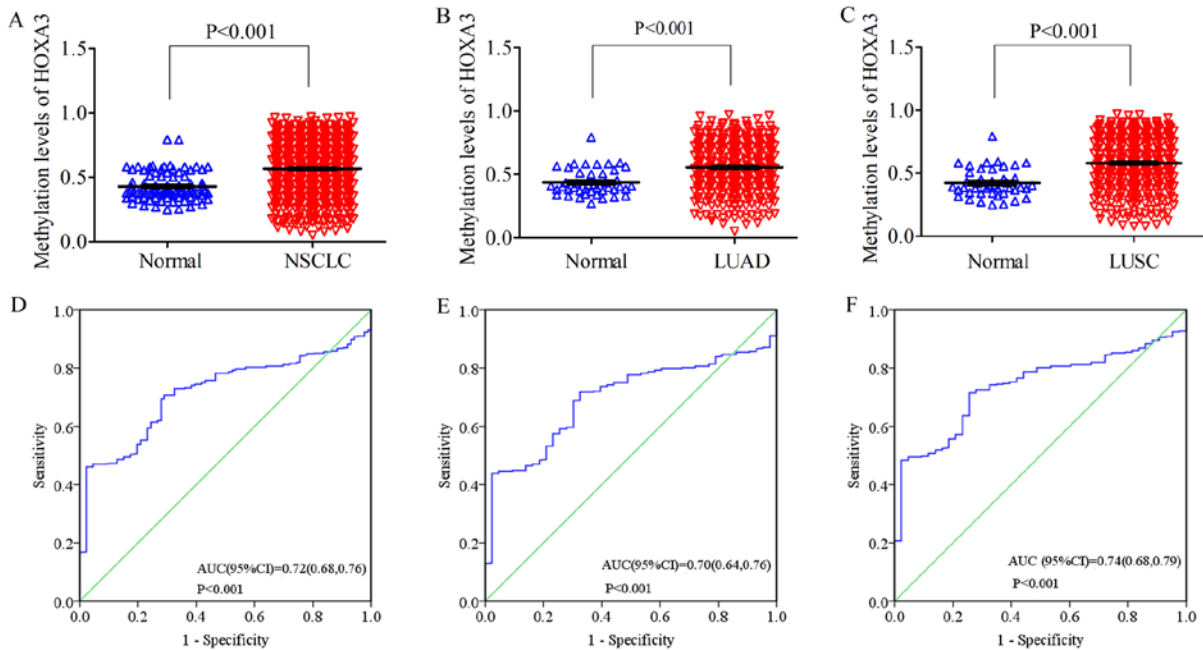 A
P<0.001
Methylation levels of HOXA3
1.5
1.0
0.5
0.0
Normal
NSCLC
B
P<0.001
Methylation levels of HOXA3
1.5
1.0
0.5
0.0
Normal
LUAD
C
P<0.001
Methylation levels of HOXA3
1.5
1.0
0.5
0.0
Normal
LUSC
D
Sensitivity
1.0
0.8
0.6
0.4
0.2
0.0
AUC(95%CI)=0.72(0.68,0.76)
P<0.001
0.0 0.2 0.4 0.6 0.8 1.0
1 - Specificity
E
Sensitivity
1.0
0.8
0.6
0.4
0.2
0.0
AUC(95%CI)=0.70(0.64,0.76)
P<0.001
0.0 0.2 0.4 0.6 0.8 1.0
1 - Specificity
F
Sensitivity
1.0
0.8
0.6
0.4
0.2
0.0
AUC (95%CI)=0.74(0.68,0.79)
P<0.001
0.0 0.2 0.4 0.6 0.8 1.0
1 - Specificity